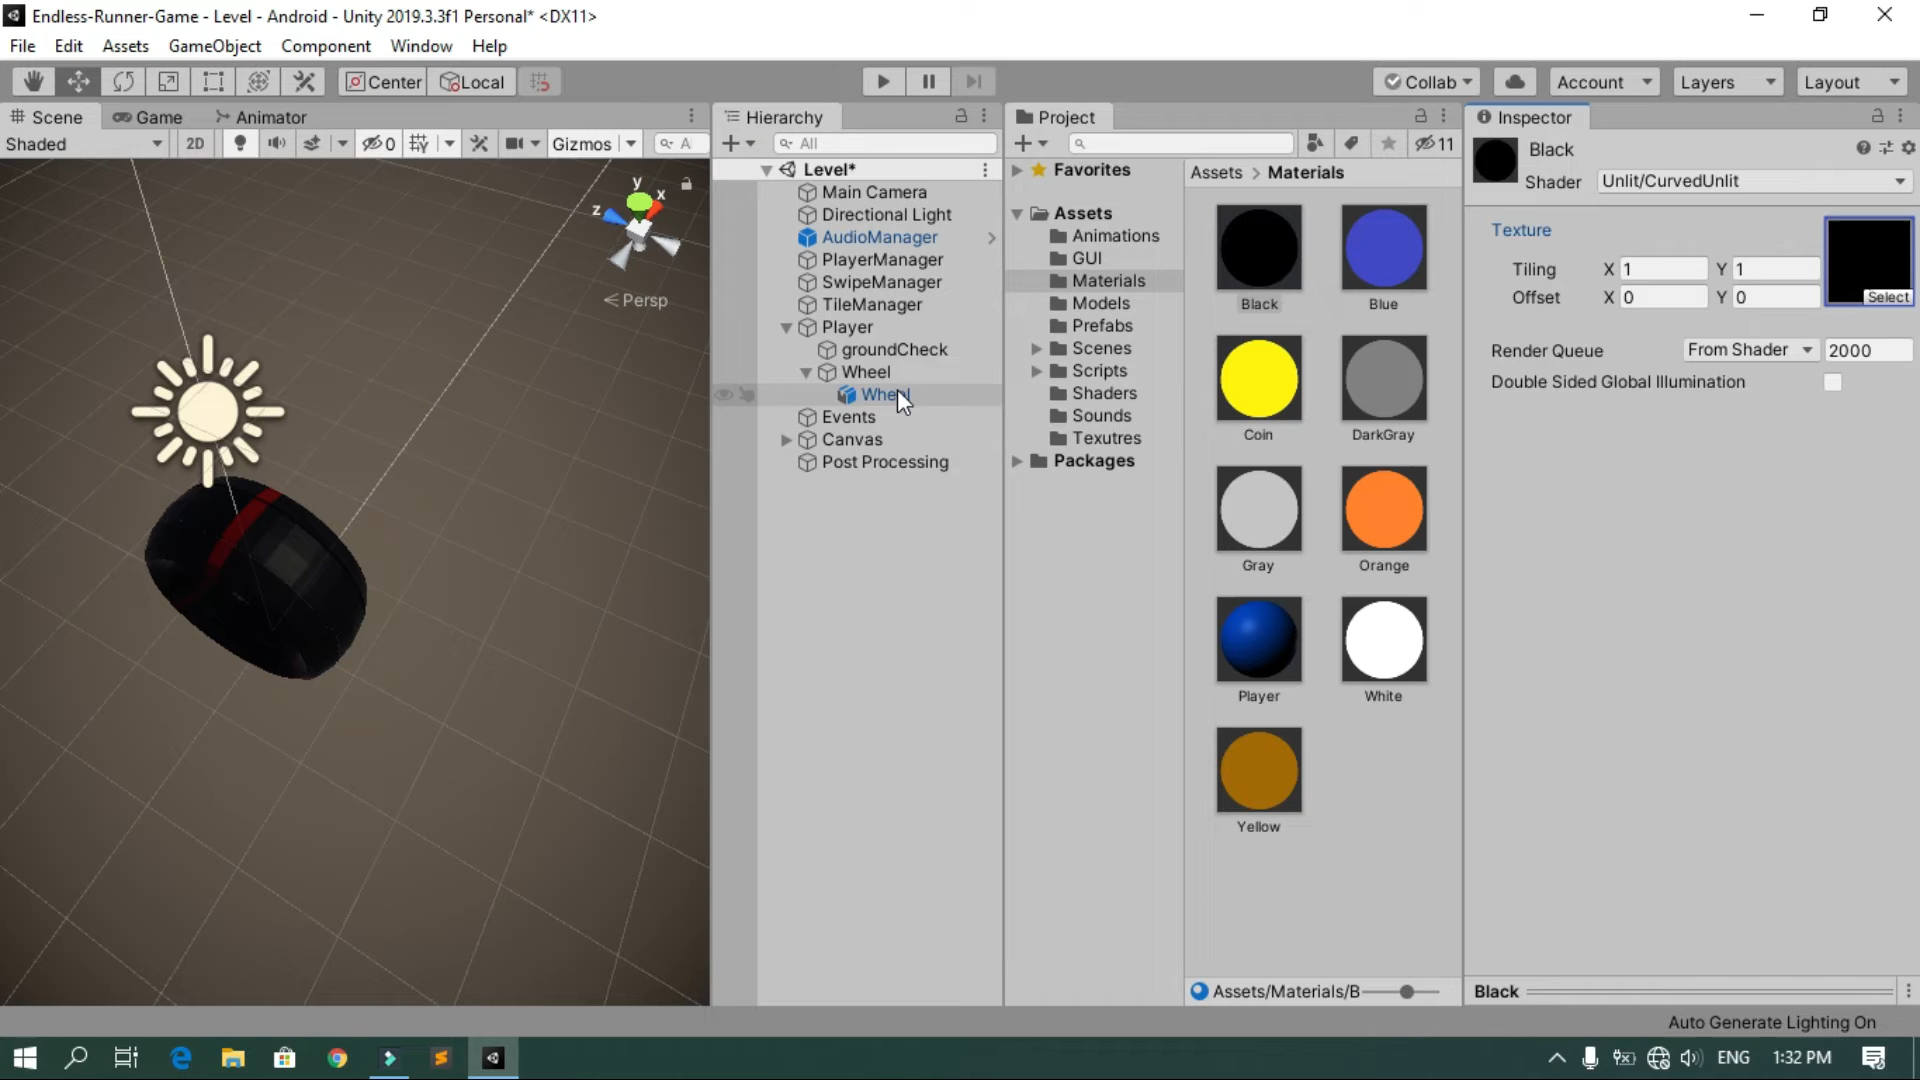 Endless-Runner-Game - Level - Android - Unity 2019.3.3f1 Personal* <DX11>
File Edit Assets GameObject Component Window Help
Center Local Collab Account Layers Layout
Scene Game Animator Hierarchy Project Inspector
Shaded 2D 0 Gizmos A All 11
Level*
Main Camera
Directional Light
AudioManager
PlayerManager
SwipeManager
TileManager
Player
groundCheck
Wheel
Wheel
Events
Canvas
Post Processing
y
x
z
Persp
Favorites
Assets
Animations
GUI
Materials
Models
Prefabs
Scenes
Scripts
Shaders
Sounds
Texutres
Packages
Assets > Materials
Black Blue
Coin DarkGray
Gray Orange
Player White
Yellow
Assets/Materials/B
Black
Shader Unlit/CurvedUnlit
Texture
Tiling X 1 Y 1
Offset X 0 Y 0
Select
Render Queue From Shader 2000
Double Sided Global Illumination
Black
Auto Generate Lighting On
ENG 1:32 PM